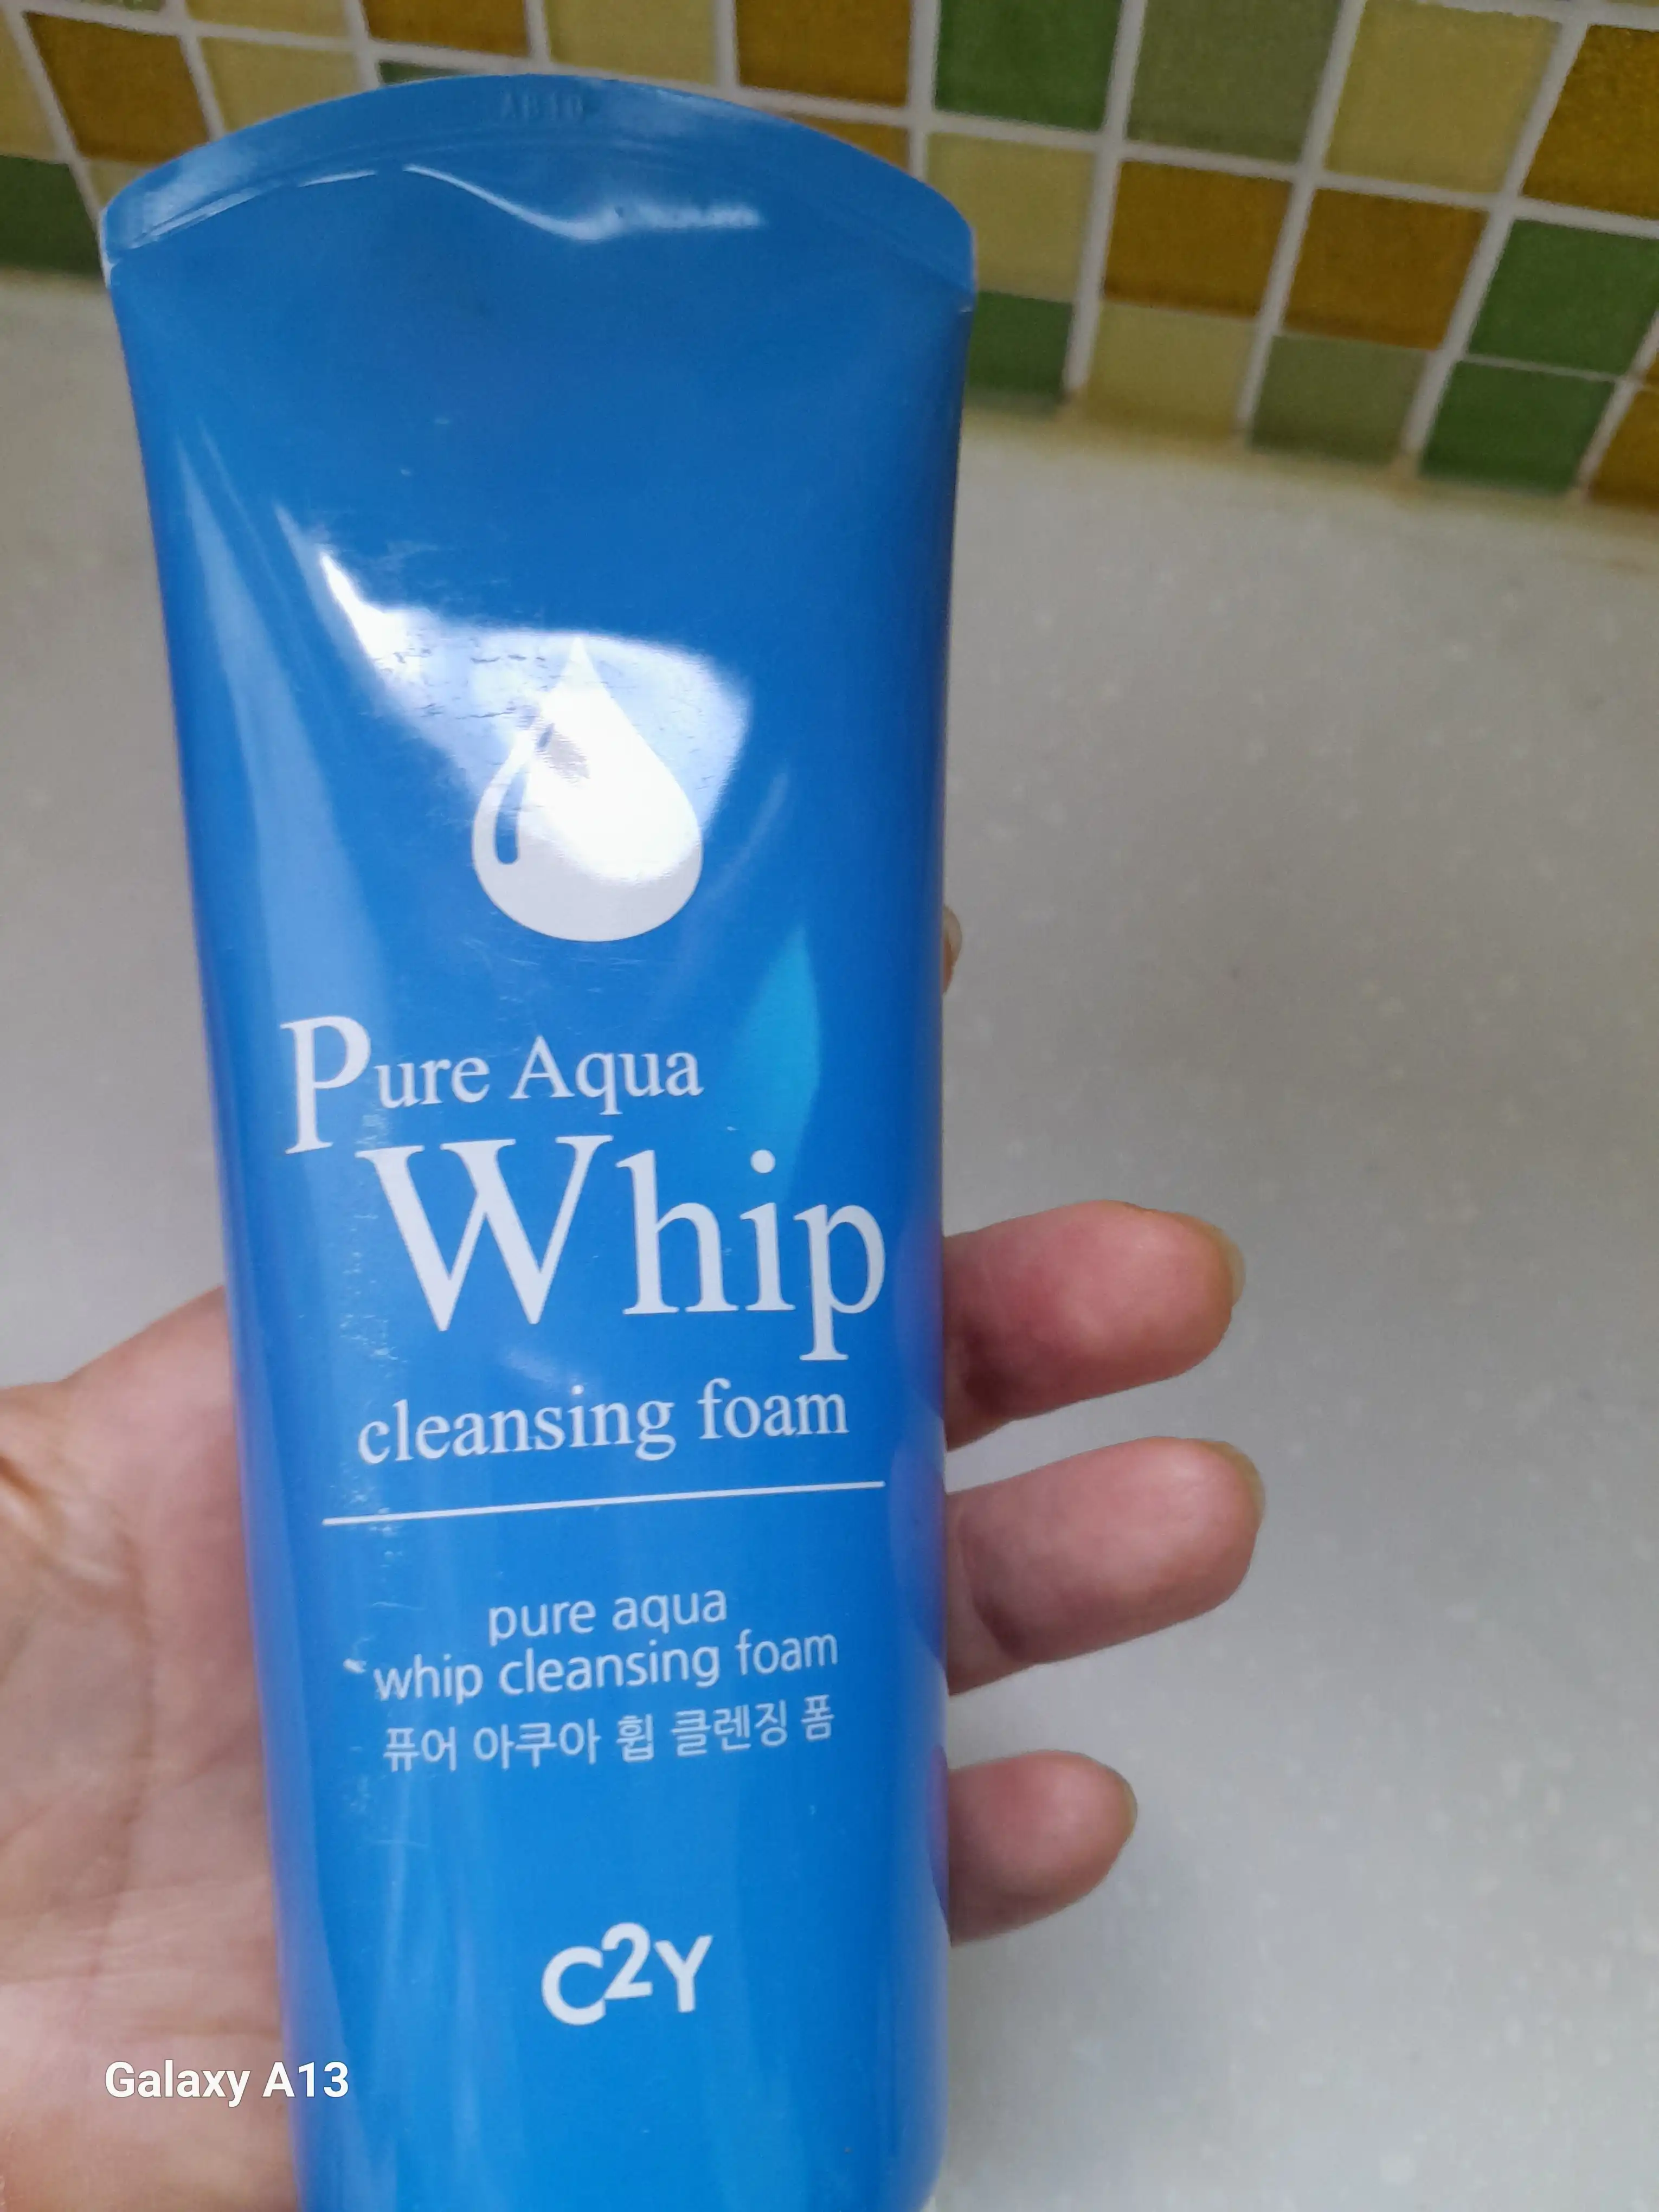 Pure Aqua
Whip
cleansing foam
pure aqua
whip cleansing foam
퓨어 아쿠아 휩 클렌징 폼
C2Y
Galaxy A13